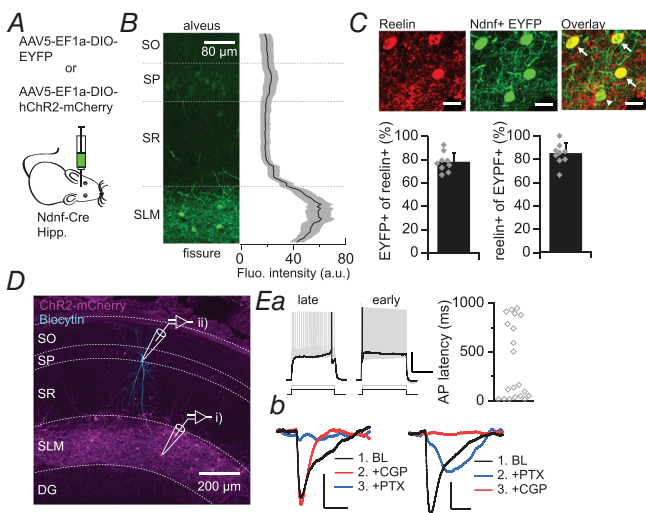 A
AAV5-EF1a-DIO-
EYFP
or
AAV5-EF1a-DIO-
hChR2-mCherry
Ndnf-Cre
Hipp.
B
alveus
80 µm
SO
SP
SR
SLM
fissure
0 40 80
Fluo. intensity (a.u.)
C
Reelin Ndnf+ EYFP Overlay
EYFP+ of reelin+ (%)
100
80
60
40
20
0
reelin+ of EYPF+ (%)
100
80
60
40
20
0
D
ChR2-mCherry
Biocytin
ii)
SO
SP
SR
i)
SLM
DG
200 µm
Ea
late early
AP latency (ms)
1000
500
0
b
1. BL
2. +CGP
3. +PTX
1. BL
2. +PTX
3. +CGP